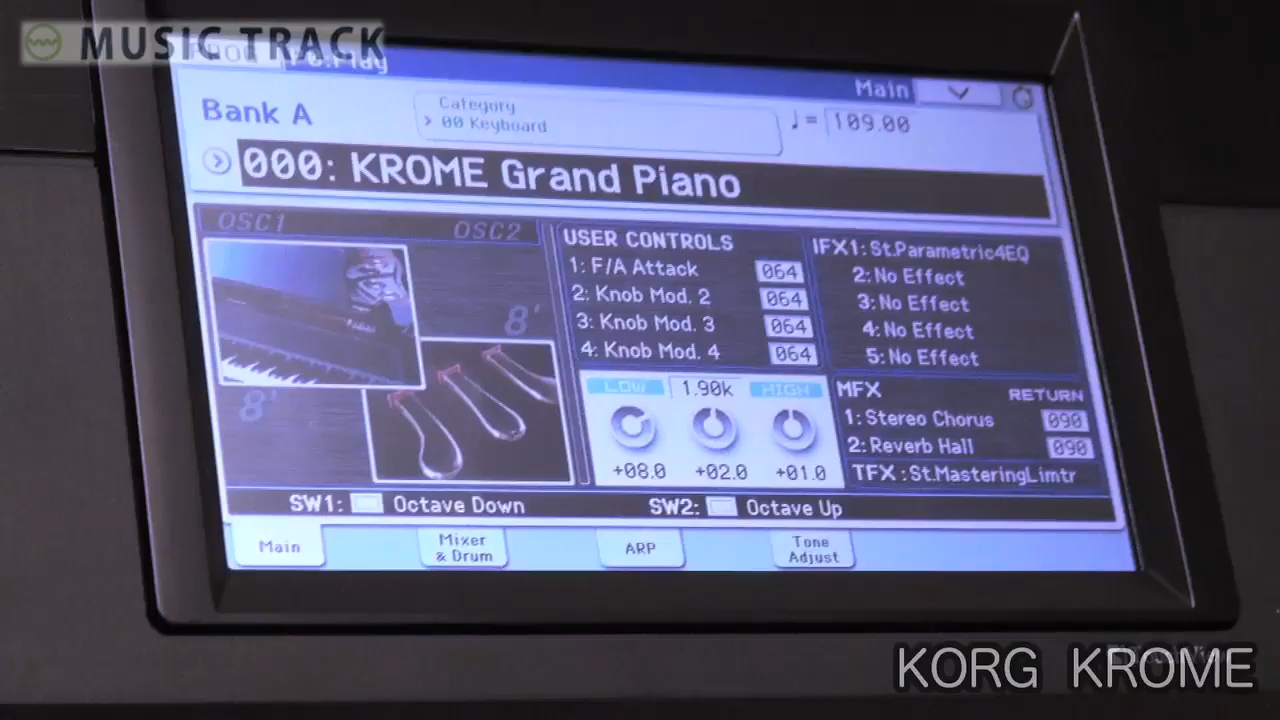 MUSIC TRACK
PROG P0:Play
Main
Bank A
Category
00 Keyboard
♩= 109.00
000: KROME Grand Piano
OSC1
OSC2
8'
8'
USER CONTROLS
1: F/A Attack 064
2: Knob Mod. 2 064
3: Knob Mod. 3 064
4: Knob Mod. 4 064
LOW 1.90k HIGH
+08.0 +02.0 +01.0
IFX1: St.Parametric4EQ
2: No Effect
3: No Effect
4: No Effect
5: No Effect
MFX RETURN
1: Stereo Chorus 090
2: Reverb Hall 090
TFX : St.MasteringLimtr
SW1: Octave Down
SW2: Octave Up
Main
Mixer
& Drum
ARP
Tone
Adjust
KORG KROME